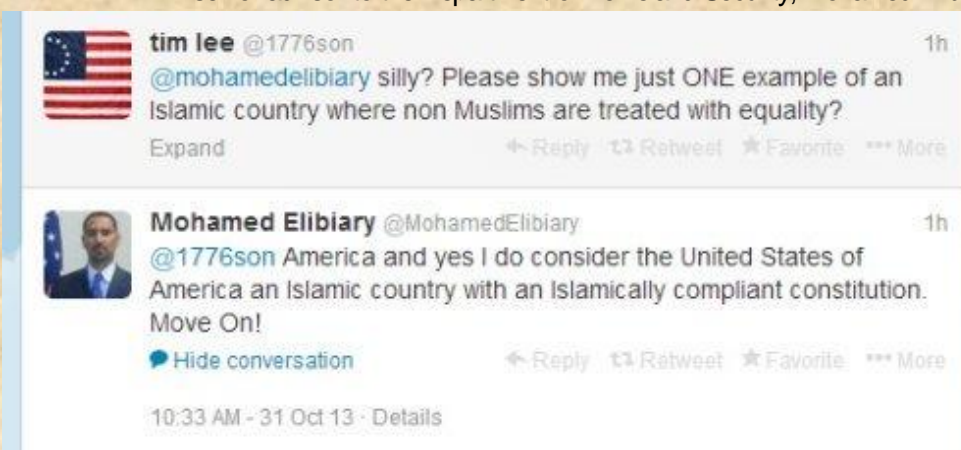 tim lee @1776son 1h
@mohamedelibiary silly? Please show me just ONE example of an
Islamic country where non Muslims are treated with equality?
Expand Reply Retweet Favorite ••• More
Mohamed Elibiary @MohamedElibiary 1h
@1776son America and yes I do consider the United States of
America an Islamic country with an Islamically compliant constitution.
Move On!
Hide conversation Reply Retweet Favorite ••• More
10:33 AM - 31 Oct 13 · Details